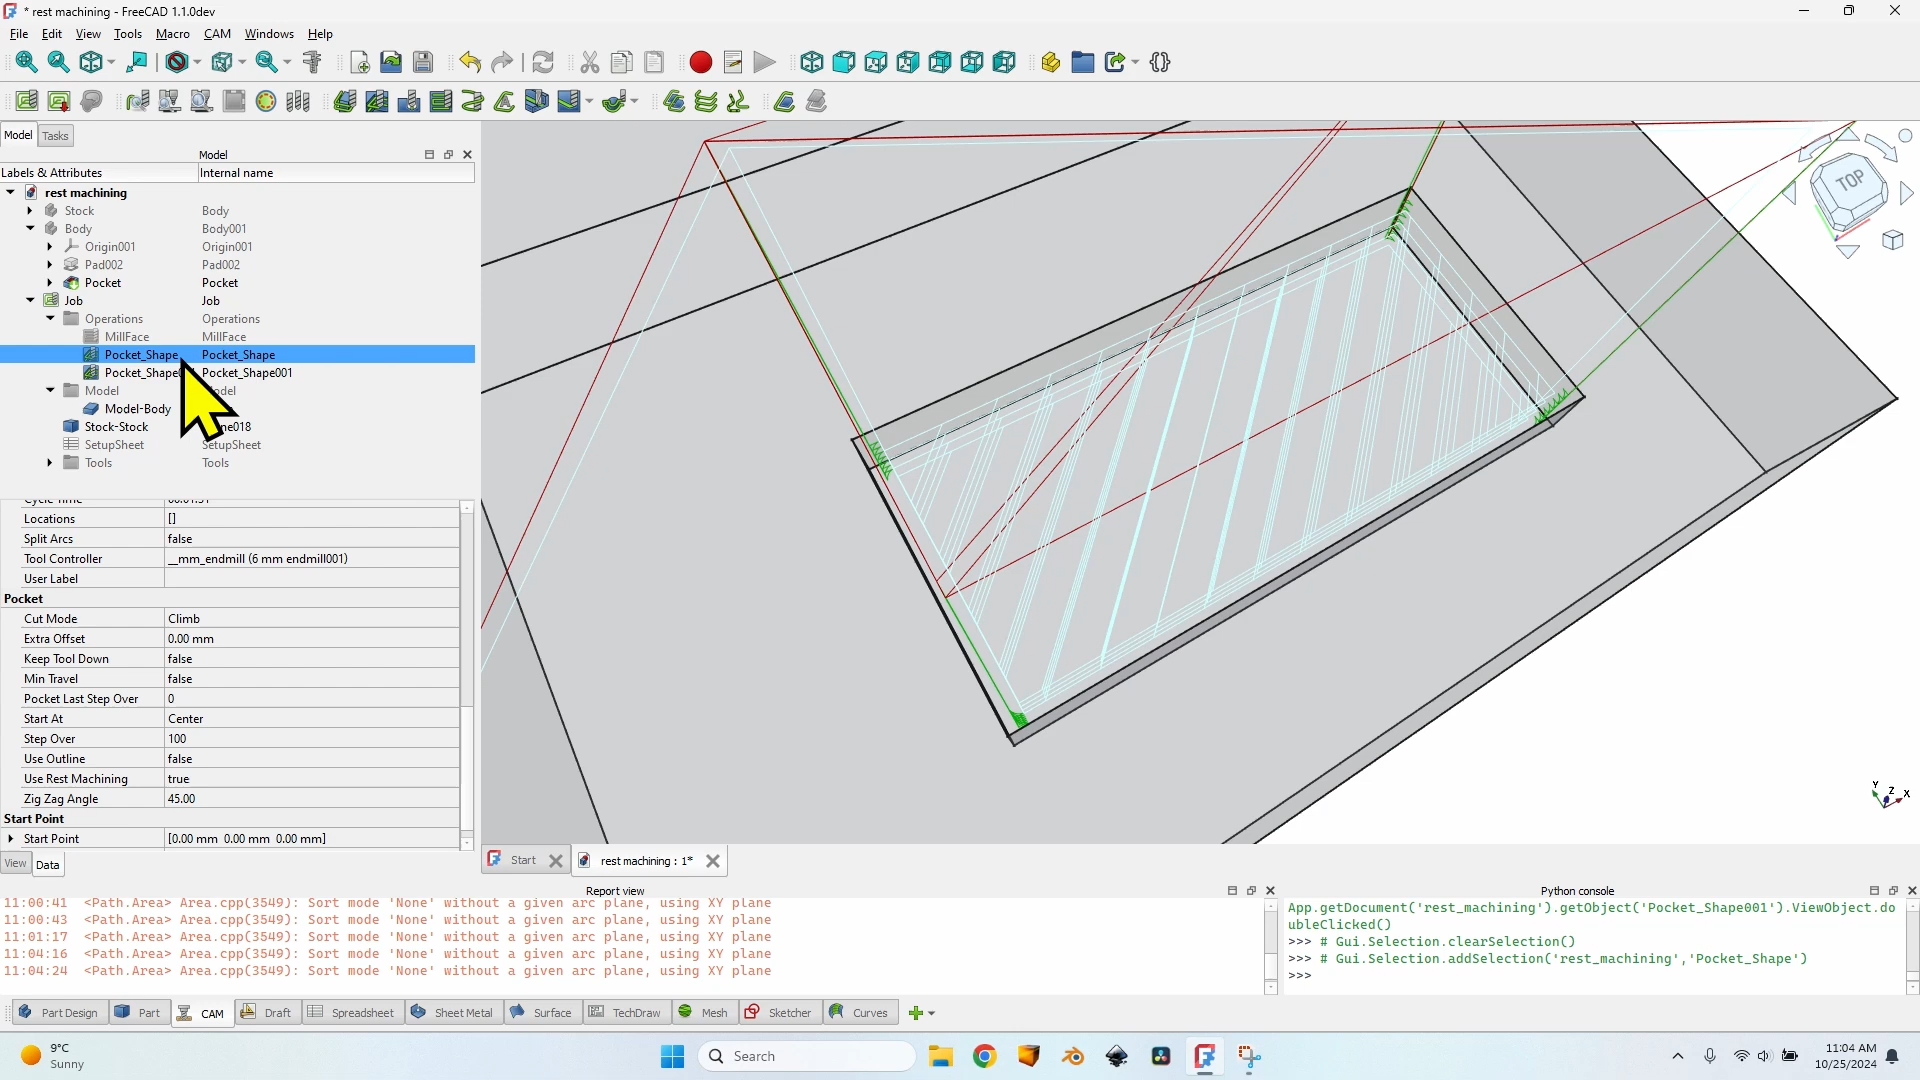 * rest machining - FreeCAD 1.1.0dev
File Edit View Tools Macro CAM Windows Help
Model Tasks
Model
Labels & Attributes Internal name
rest machining
Stock Body
Body Body001
Origin001 Origin001
Pad002 Pad002
Pocket Pocket
Job Job
Operations Operations
MillFace MillFace
Pocket_Shape Pocket_Shape
Pocket_Shape Pocket_Shape001
Model
Model-Body
Stock-Stock
SetupSheet SetupSheet
Tools Tools
Locations []
Split Arcs false
Tool Controller __mm_endmill (6 mm endmill001)
User Label
Pocket
Cut Mode Climb
Extra Offset 0.00 mm
Keep Tool Down false
Min Travel false
Pocket Last Step Over 0
Start At Center
Step Over 100
Use Outline false
Use Rest Machining true
Zig Zag Angle 45.00
Start Point
Start Point [0.00 mm 0.00 mm 0.00 mm]
View Data
TOP
Y Z X
Start rest machining : 1*
Report view
11:00:41 <Path.Area> Area.cpp(3549): Sort mode 'None' without a given arc plane, using XY plane
11:00:43 <Path.Area> Area.cpp(3549): Sort mode 'None' without a given arc plane, using XY plane
11:01:17 <Path.Area> Area.cpp(3549): Sort mode 'None' without a given arc plane, using XY plane
11:04:16 <Path.Area> Area.cpp(3549): Sort mode 'None' without a given arc plane, using XY plane
11:04:24 <Path.Area> Area.cpp(3549): Sort mode 'None' without a given arc plane, using XY plane
Python console
App.getDocument('rest_machining').getObject('Pocket_Shape001').ViewObject.do
ubleClicked()
>>> # Gui.Selection.clearSelection()
>>> # Gui.Selection.addSelection('rest_machining','Pocket_Shape')
>>>
Part Design Part CAM Draft Spreadsheet Sheet Metal Surface TechDraw Mesh Sketcher Curves
9°C
Sunny
Search
11:04 AM
10/25/2024